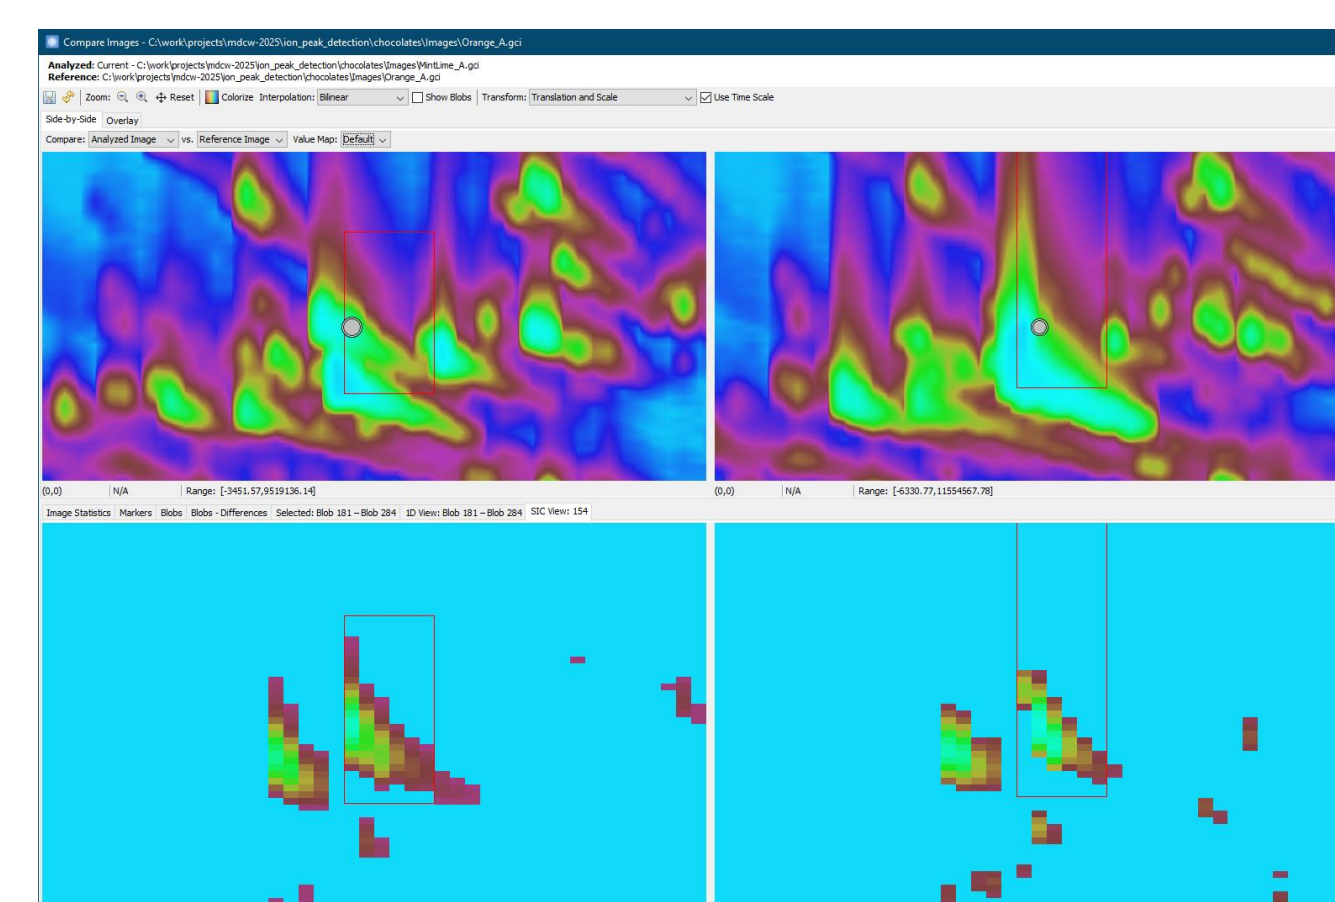 Compare Images - C:\work\projects\mdcw-2025\ion_peak_detection\chocolates\Images\Orange_A.gci
Analyzed: Current - C:\work\projects\mdcw-2025\ion_peak_detection\chocolates\Images\MintLime_A.gci
Reference: C:\work\projects\mdcw-2025\ion_peak_detection\chocolates\Images\Orange_A.gci
Zoom: Reset Colorize Interpolation: Bilinear Show Blobs Transform: Translation and Scale Use Time Scale
Side-by-Side Overlay
Compare: Analyzed Image vs. Reference Image Value Map: Default
(0,0) N/A Range: [-3451.57,9519136.14] (0,0) N/A Range: [-6330.77,11554567.78]
Image Statistics Markers Blobs Blobs - Differences Selected: Blob 181 – Blob 284 1D View: Blob 181 – Blob 284 SIC View: 154